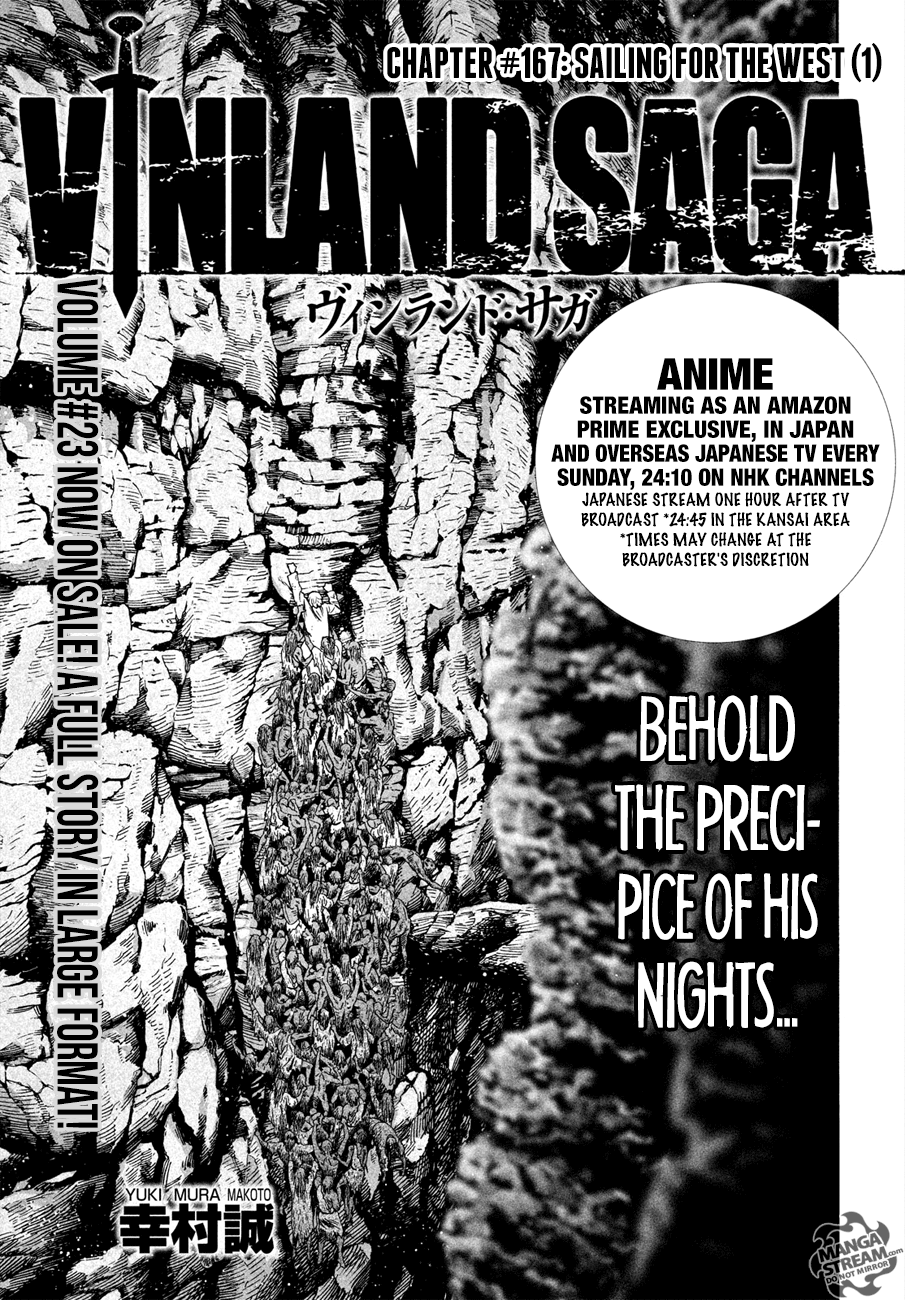 CHAPTER #167: SAILING FOR THE WEST (1)
VINLAND SAGA
ヴィンランド・サガ
VOLUME#23 NOW ONSALE! A FULL STORY IN LARGE FORMAT!
ANIME
STREAMING AS AN AMAZON
PRIME EXCLUSIVE, IN JAPAN
AND OVERSEAS JAPANESE TV EVERY
SUNDAY, 24:10 ON NHK CHANNELS
JAPANESE STREAM ONE HOUR AFTER TV
BROADCAST *24:45 IN THE KANSAI AREA
*TIMES MAY CHANGE AT THE
BROADCASTER'S DISCRETION
BEHOLD
THE PRECI-
PICE OF HIS
NIGHTS...
YUKI MURA MAKOTO
幸村誠
MANGA
STREAM.com
DO NOT MIRROR